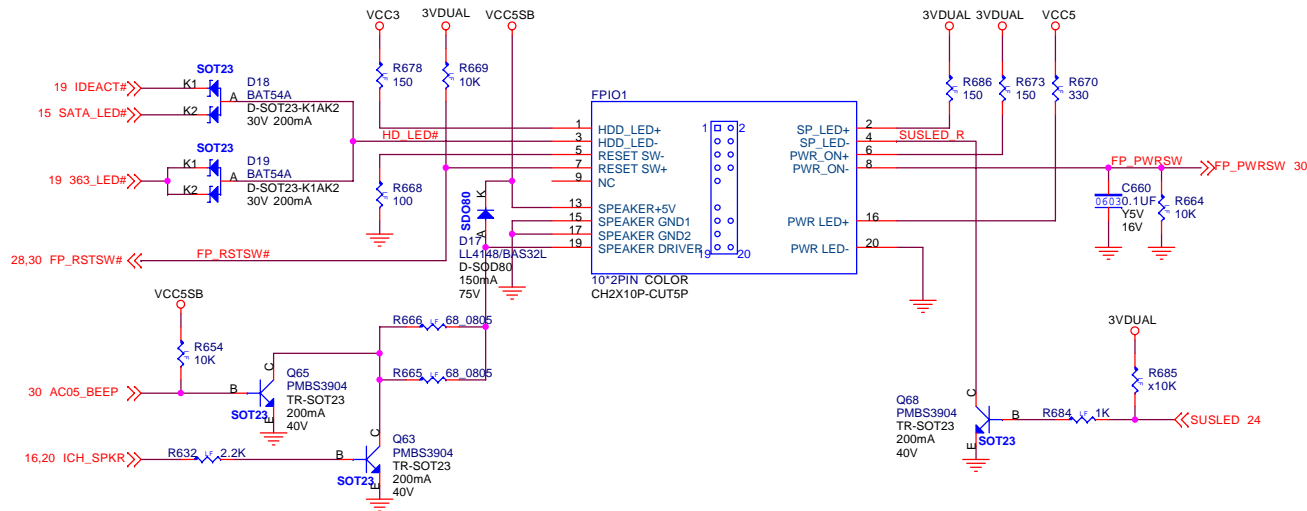 VCC3
3VDUAL
VCC5SB
3VDUAL
3VDUAL
VCC5
R678
150
R669
10K
R686
150
R673
150
R670
330
19 IDEACT#
15 SATA_LED#
SOT23
K1
K2
A
D18
BAT54A
D-SOT23-K1AK2
30V 200mA
HD_LED#
19 363_LED#
SOT23
K1
K2
A
D19
BAT54A
D-SOT23-K1AK2
30V 200mA
R668
100
FPIO1
1 HDD_LED+
3 HDD_LED-
5 RESET SW-
7 RESET SW+
9 NC
13 SPEAKER+5V
15 SPEAKER GND1
17 SPEAKER GND2
19 SPEAKER DRIVER
1 2
19 20
SP_LED+ 2
SP_LED- 4
PWR_ON+ 6
PWR_ON- 8
PWR LED+ 16
PWR LED- 20
10*2PIN COLOR
CH2X10P-CUT5P
SUSLED_R
FP_PWRSW
FP_PWRSW 30
C660
0603
0.1UF
Y5V
16V
R664
10K
K
SDO80
A
D17
LL4148/BAS32L
D-SOD80
150mA
75V
28,30 FP_RSTSW#
FP_RSTSW#
VCC5SB
R654
10K
R666 LF 68_0805
R665 LF 68_0805
30 AC05_BEEP
B
C
E
SOT23
Q65
PMBS3904
TR-SOT23
200mA
40V
16,20 ICH_SPKR
R632 LF 2.2K
B
C
E
SOT23
Q63
PMBS3904
TR-SOT23
200mA
40V
3VDUAL
R685
x10K
Q68
PMBS3904
TR-SOT23
200mA
40V
C
B
E
SOT23
R684 LF 1K
SUSLED 24